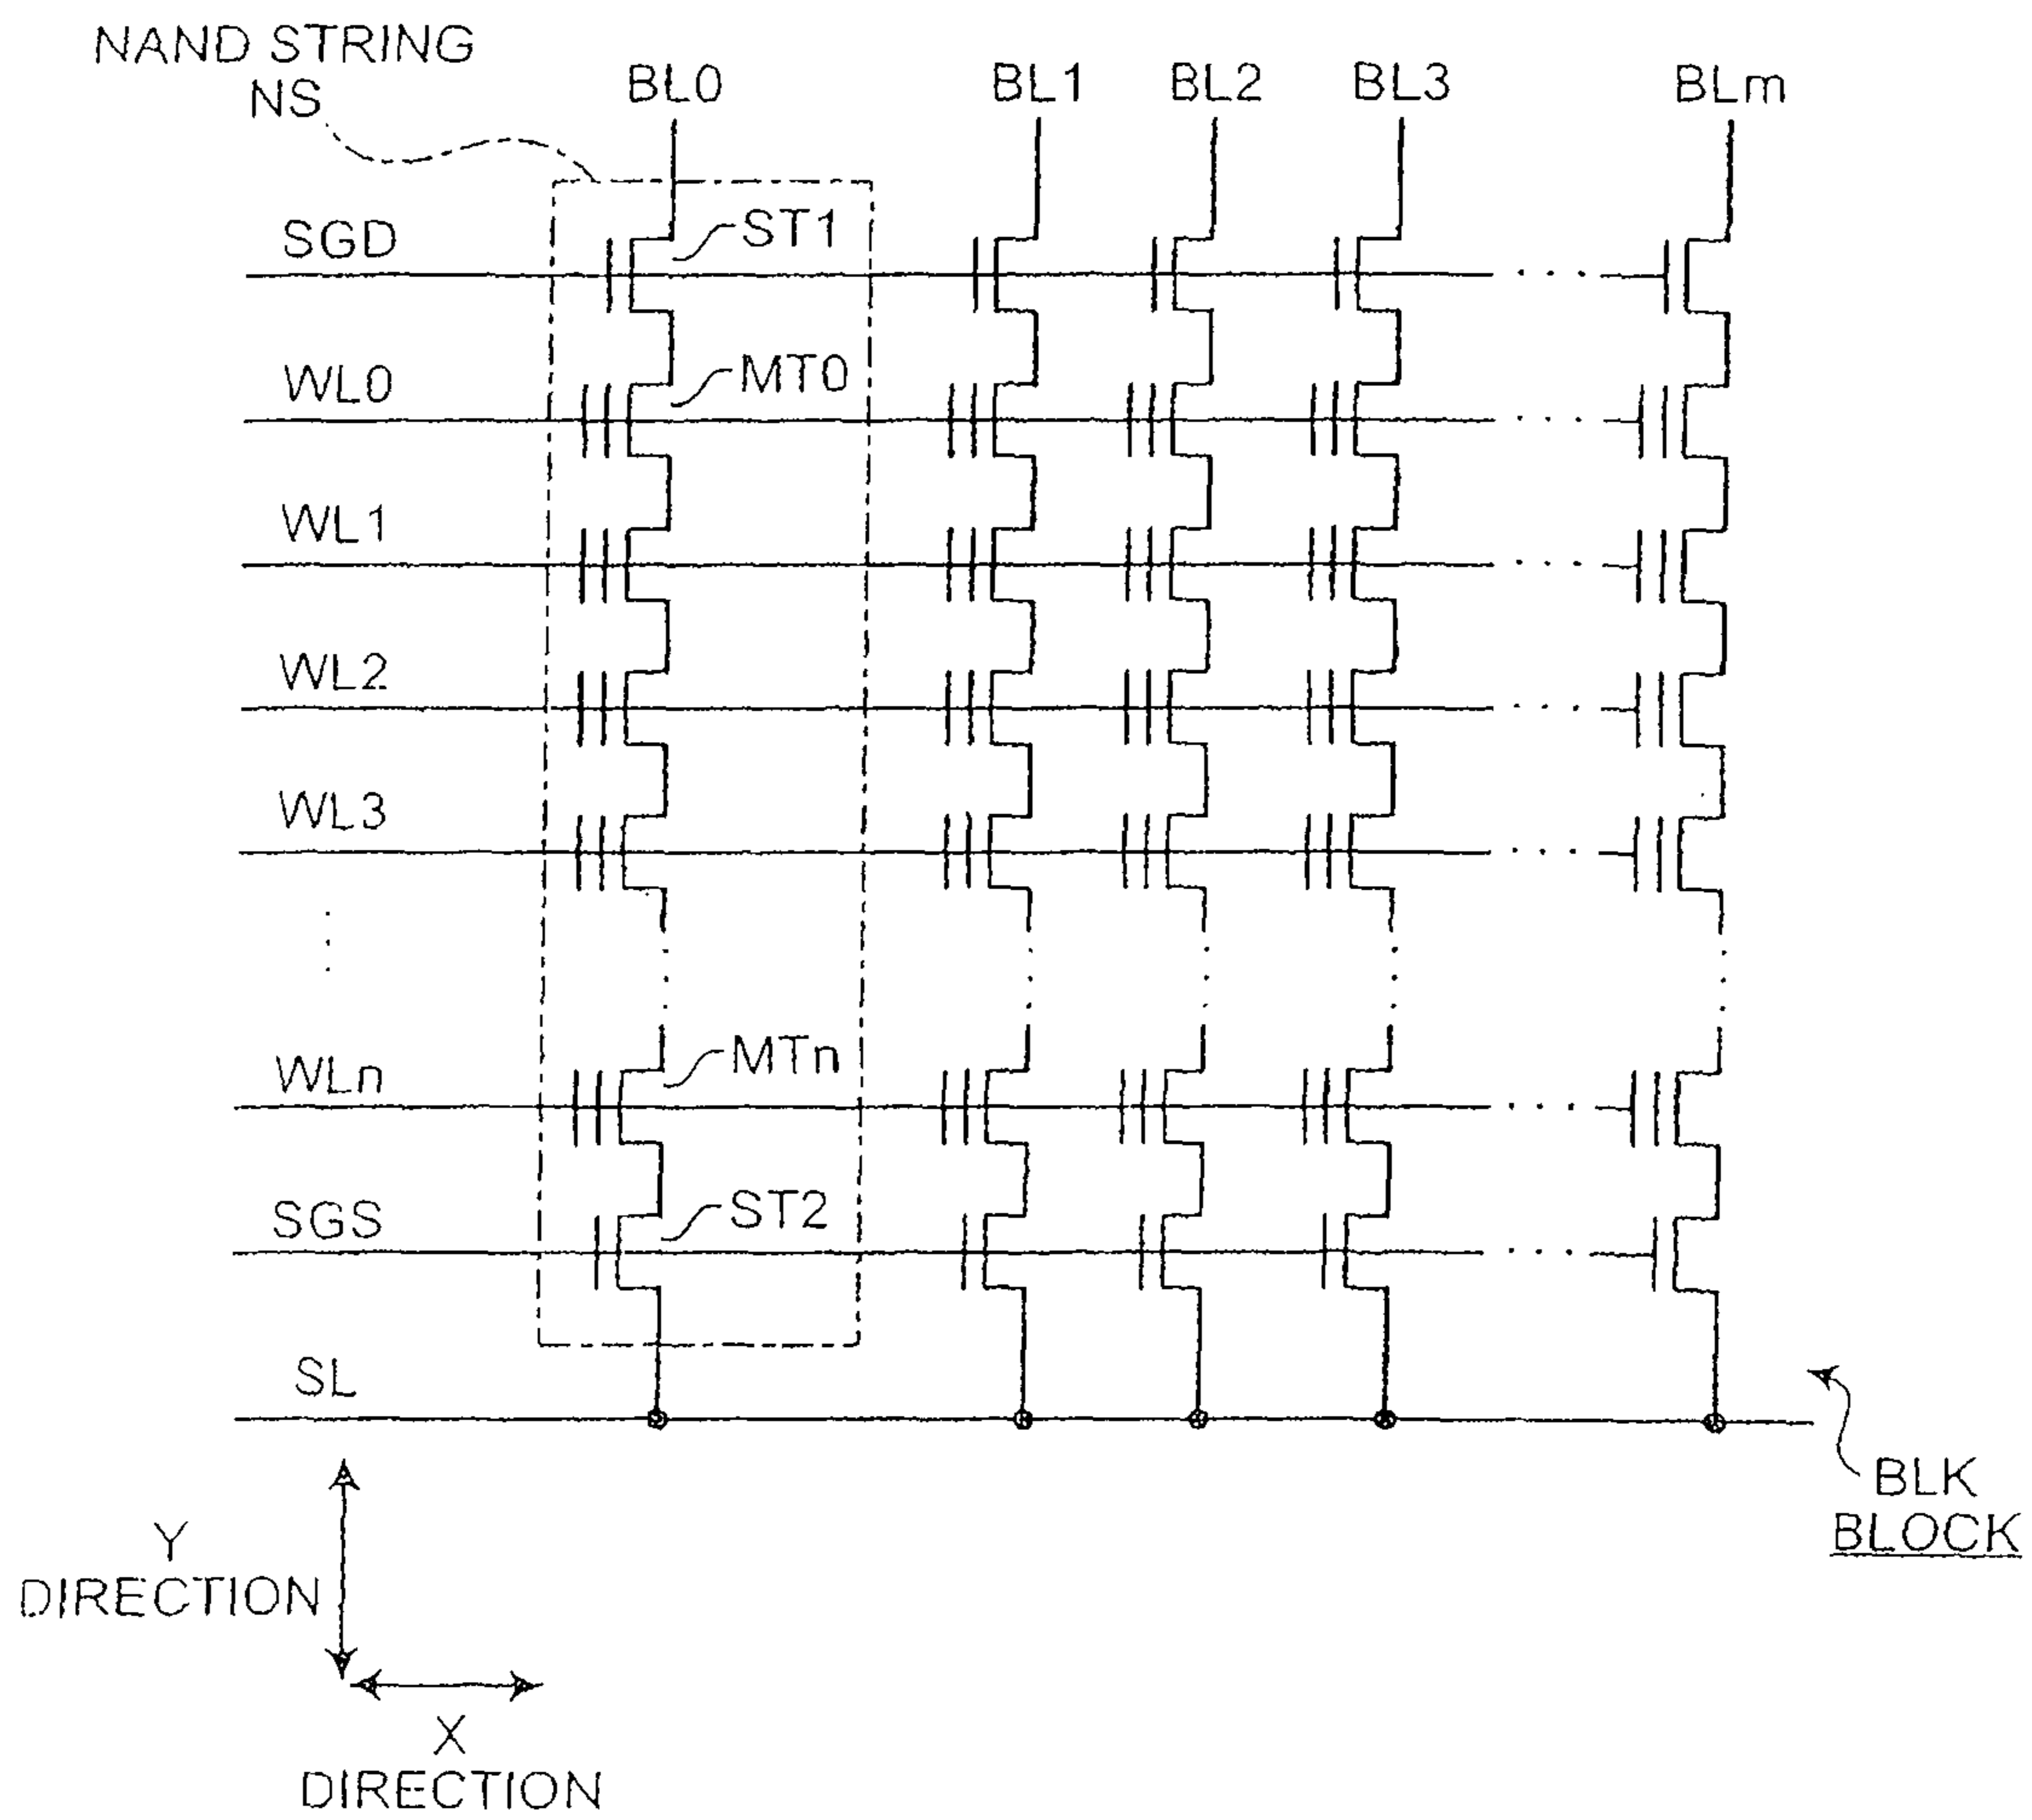 NAND STRING
NS
BL0 BL1 BL2 BL3 BLm
SGD
ST1
WL0
MT0
WL1
WL2
WL3
WLn
MTn
SGS
ST2
SL
BLK
BLOCK
Y
DIRECTION
X
DIRECTION